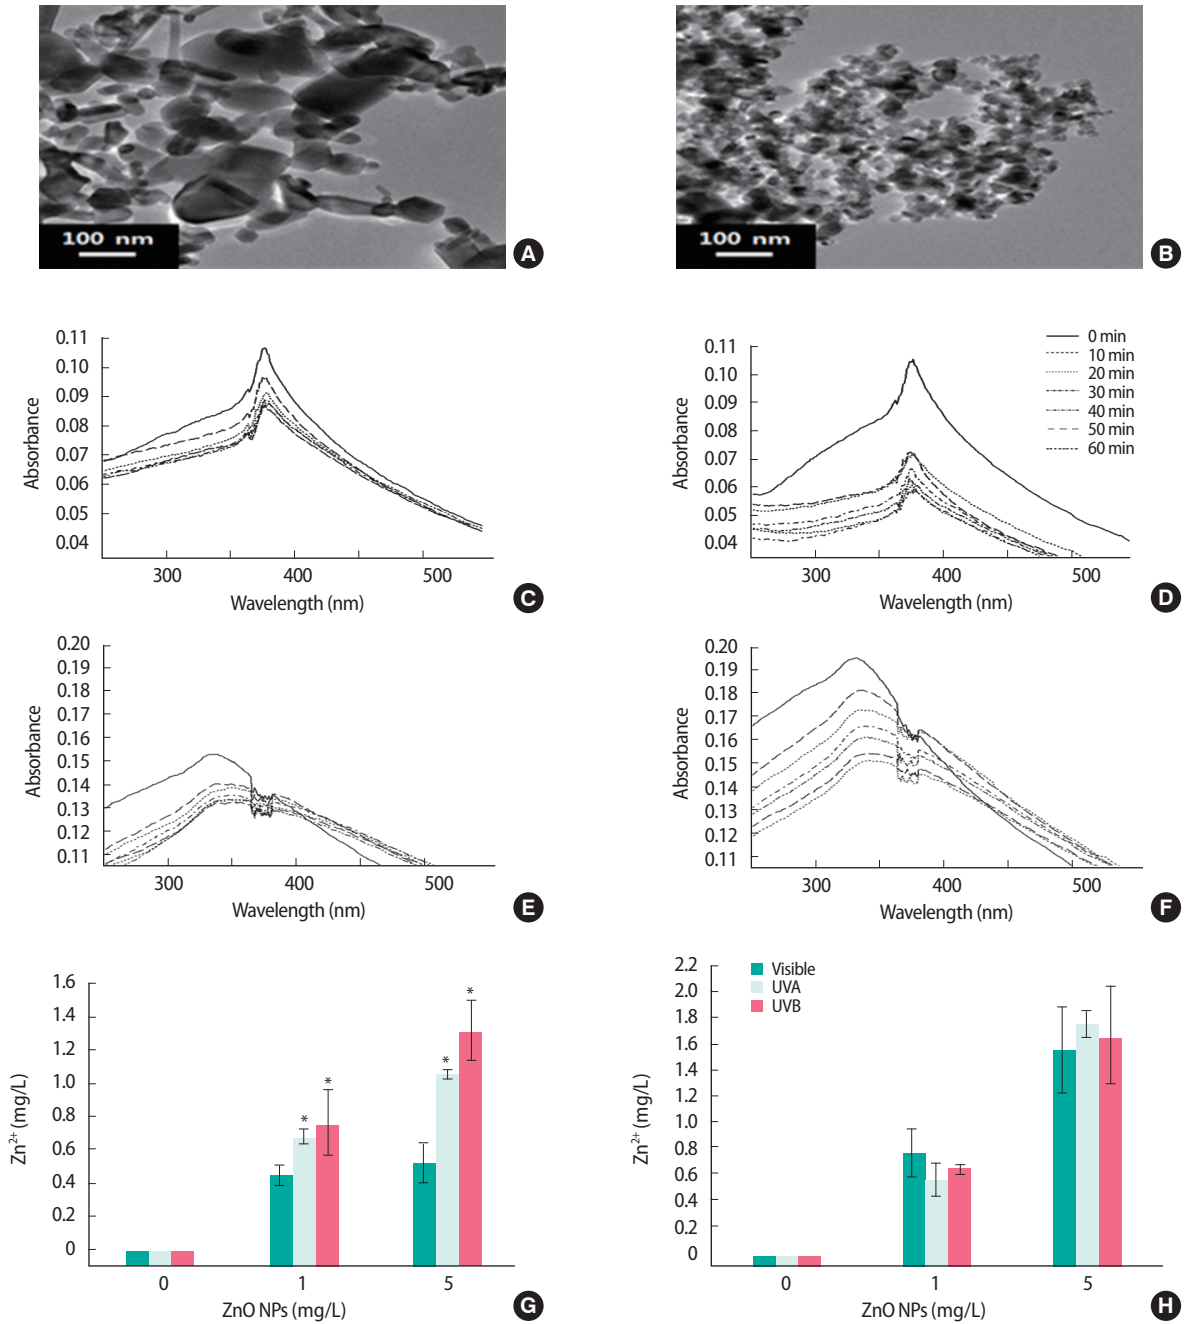 100 nm
A
100 nm
B
0.11
0.10
0.09
0.08
0.07
0.06
0.05
0.04
Absorbance
300 400 500
Wavelength (nm)
C
0.11
0.10
0.09
0.08
0.07
0.06
0.05
0.04
Absorbance
300 400 500
Wavelength (nm)
0 min
10 min
20 min
30 min
40 min
50 min
60 min
D
0.20
0.19
0.18
0.17
0.16
0.15
0.14
0.13
0.12
0.11
Absorbance
300 400 500
Wavelength (nm)
E
0.20
0.19
0.18
0.17
0.16
0.15
0.14
0.13
0.12
0.11
Absorbance
300 400 500
Wavelength (nm)
F
1.6
1.4
1.2
1.0
0.8
0.6
0.4
0.2
0
Zn²⁺ (mg/L)
* * * *
0 1 5
ZnO NPs (mg/L)
G
2.2
2.0
1.8
1.6
1.4
1.2
1.0
0.8
0.6
0.4
0.2
0
Zn²⁺ (mg/L)
Visible
UVA
UVB
0 1 5
ZnO NPs (mg/L)
H